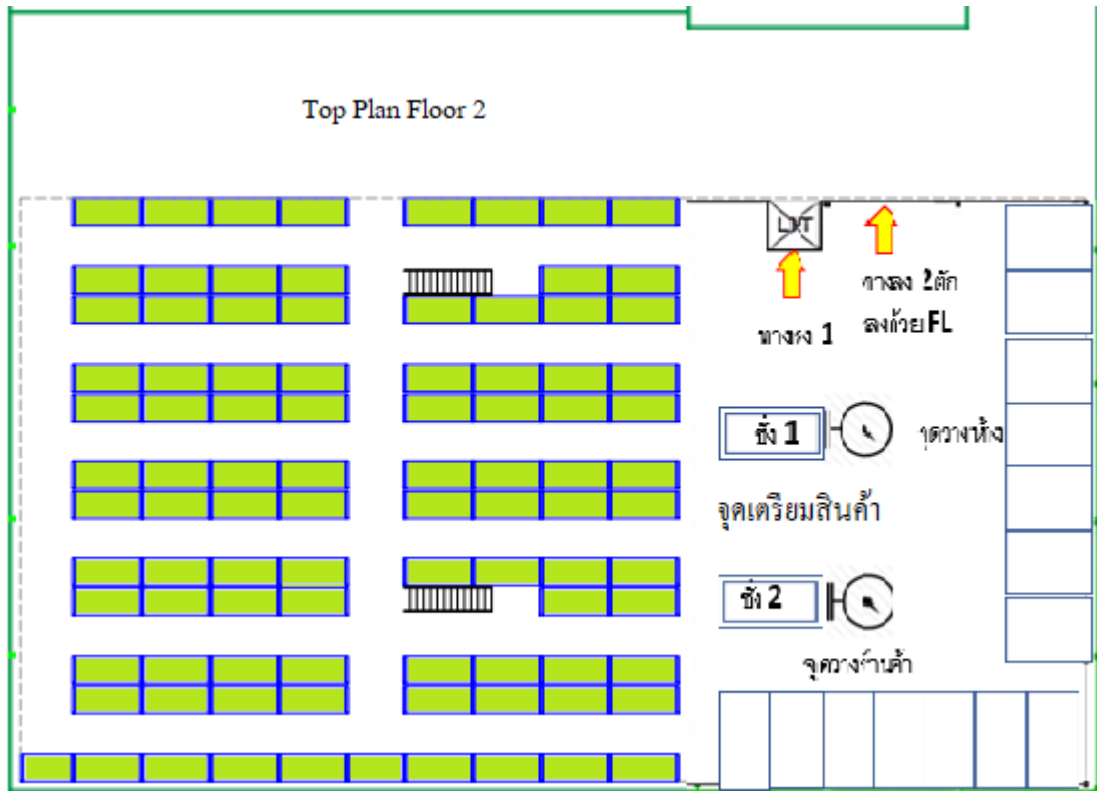 Top Plan Floor 2
LIFT
ทางลง 2ตึก
ลงด้วย FL
ทางลง 1
ชั่ง 1
จุดวางห้าง
จุดเตรียมสินค้า
ชั่ง 2
จุดวางร้านค้า